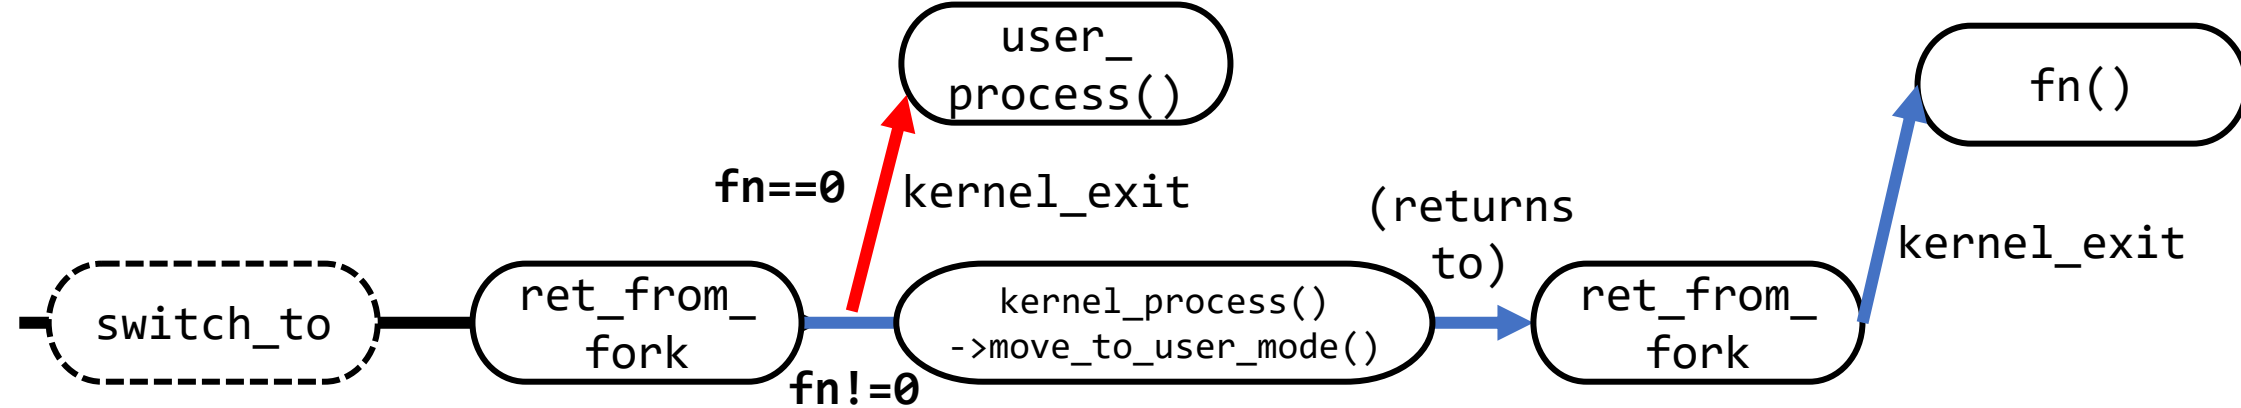 user_
process()
fn()
fn==0
kernel_exit
(returns
to)
kernel_exit
switch_to
ret_from_
fork
fn!=0
kernel_process()
->move_to_user_mode()
ret_from_
fork